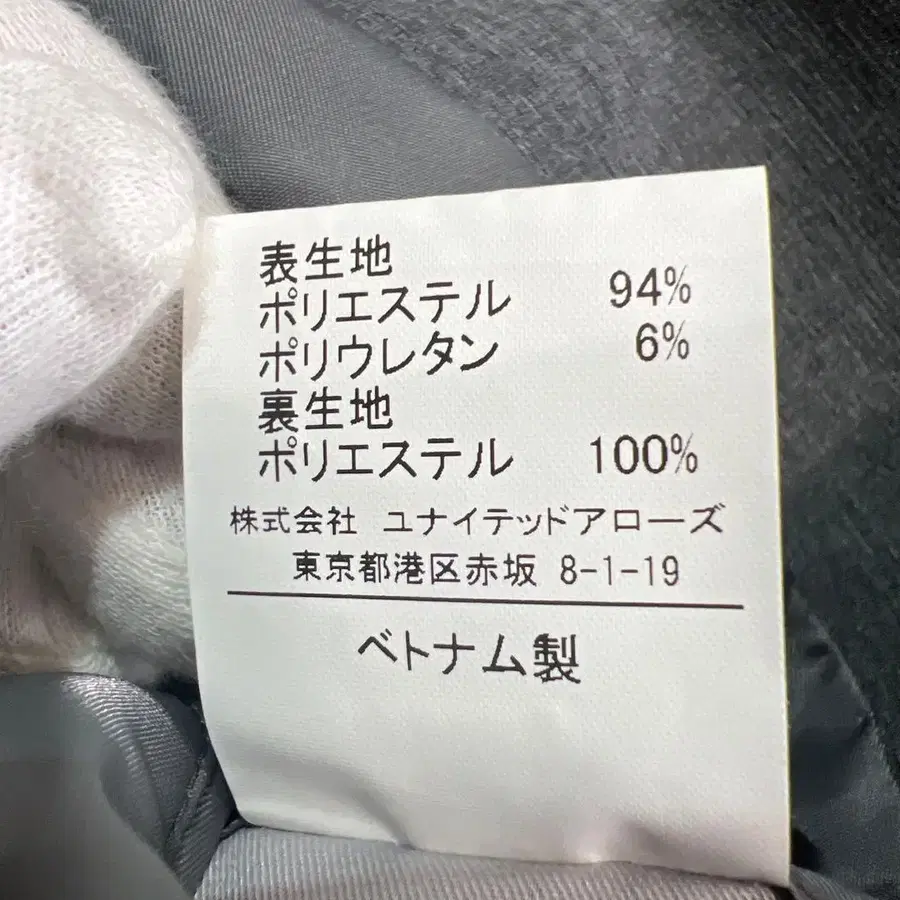 表生地
ポリエステル 94%
ポリウレタン 6%
裏生地
ポリエステル 100%
株式会社 ユナイテッドアローズ
東京都港区赤坂 8-1-19
ベトナム製